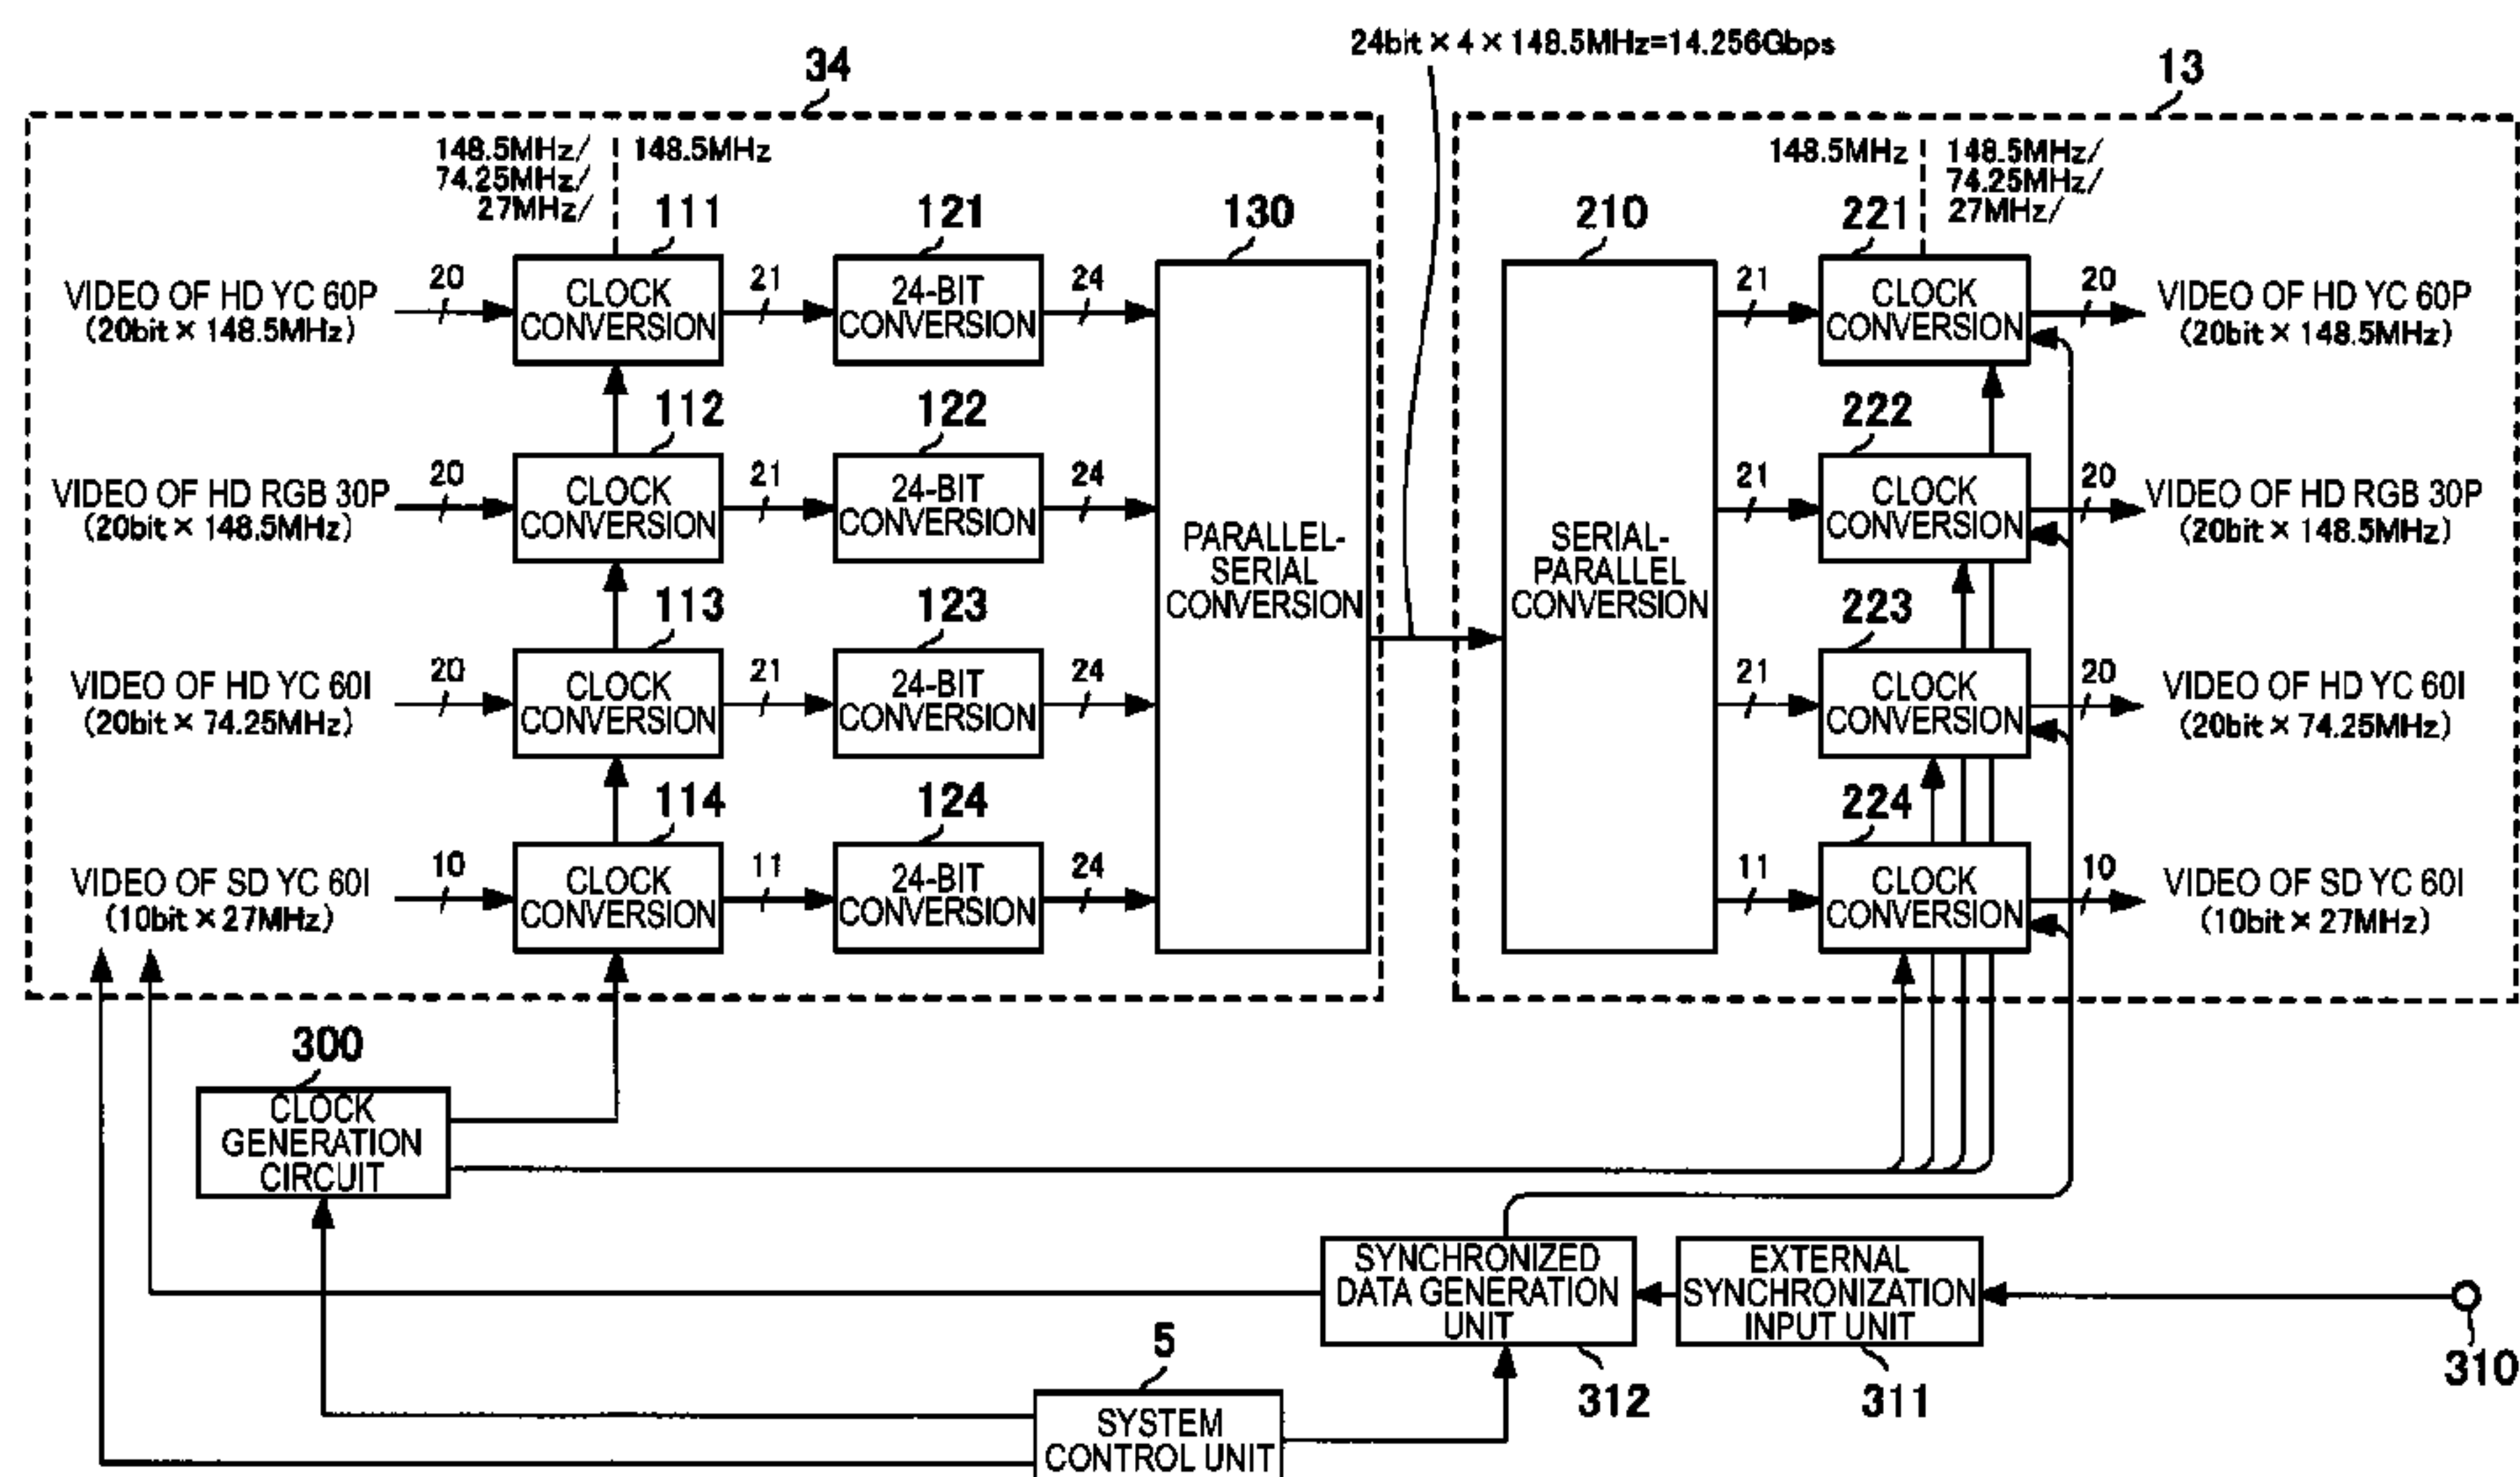 24bit × 4 × 148.5MHz=14.256Gbps
34
13
148.5MHz/
74.25MHz/
27MHz/
148.5MHz
148.5MHz
148.5MHz/
74.25MHz/
27MHz/
111
121
130
210
221
VIDEO OF HD YC 60P
(20bit × 148.5MHz)
20
CLOCK
CONVERSION
21
24-BIT
CONVERSION
24
21
CLOCK
CONVERSION
20
VIDEO OF HD YC 60P
(20bit × 148.5MHz)
112
122
222
VIDEO OF HD RGB 30P
(20bit × 148.5MHz)
20
CLOCK
CONVERSION
21
24-BIT
CONVERSION
24
PARALLEL-
SERIAL
CONVERSION
SERIAL-
PARALLEL
CONVERSION
21
CLOCK
CONVERSION
20
VIDEO OF HD RGB 30P
(20bit × 148.5MHz)
113
123
223
VIDEO OF HD YC 60I
(20bit × 74.25MHz)
20
CLOCK
CONVERSION
21
24-BIT
CONVERSION
24
21
CLOCK
CONVERSION
20
VIDEO OF HD YC 60I
(20bit × 74.25MHz)
114
124
224
VIDEO OF SD YC 60I
(10bit × 27MHz)
10
CLOCK
CONVERSION
11
24-BIT
CONVERSION
24
11
CLOCK
CONVERSION
10
VIDEO OF SD YC 60I
(10bit × 27MHz)
300
CLOCK
GENERATION
CIRCUIT
SYNCHRONIZED
DATA GENERATION
UNIT
312
EXTERNAL
SYNCHRONIZATION
INPUT UNIT
311
310
5
SYSTEM
CONTROL UNIT